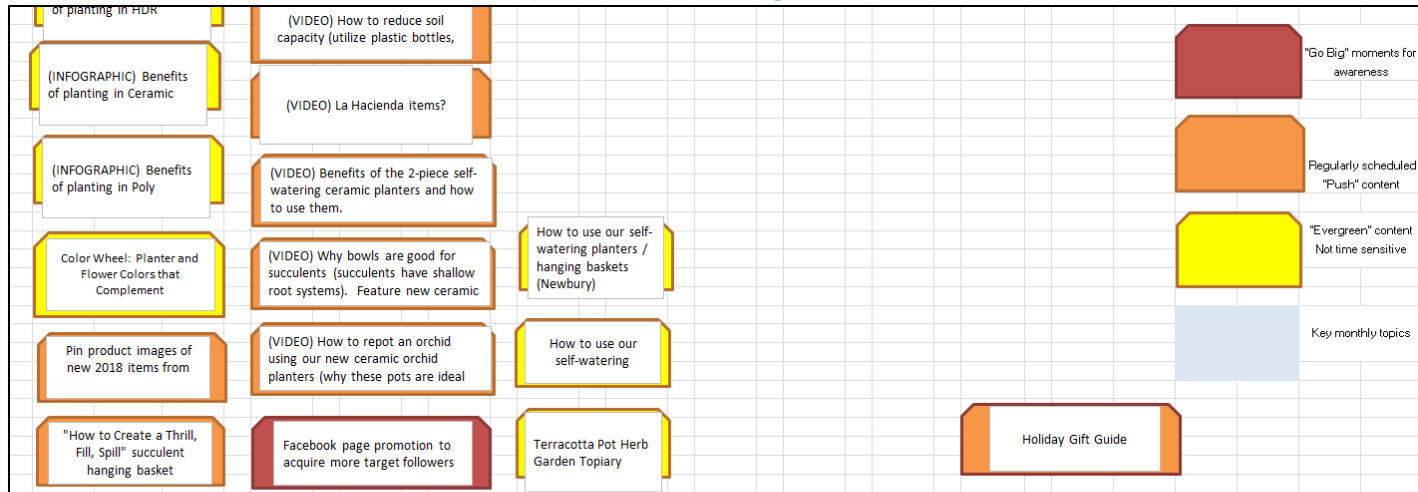 of planting in HDR
(INFOGRAPHIC) Benefits
of planting in Ceramic
(INFOGRAPHIC) Benefits
of planting in Poly
Color Wheel: Planter and
Flower Colors that
Complement
Pin product images of
new 2018 items from
"How to Create a Thrill,
Fill, Spill" succulent
hanging basket
(VIDEO) How to reduce soil
capacity (utilize plastic bottles,
(VIDEO) La Hacienda items?
(VIDEO) Benefits of the 2-piece self-
watering ceramic planters and how
to use them.
(VIDEO) Why bowls are good for
succulents (succulents have shallow
root systems). Feature new ceramic
(VIDEO) How to repot an orchid
using our new ceramic orchid
planters (why these pots are ideal
Facebook page promotion to
acquire more target followers
How to use our self-
watering planters /
hanging baskets
(Newbury)
How to use our
self-watering
Terracotta Pot Herb
Garden Topiary
Holiday Gift Guide
"Go Big" moments for
awareness
Regularly scheduled
"Push" content
"Evergreen" content
Not time sensitive
Key monthly topics